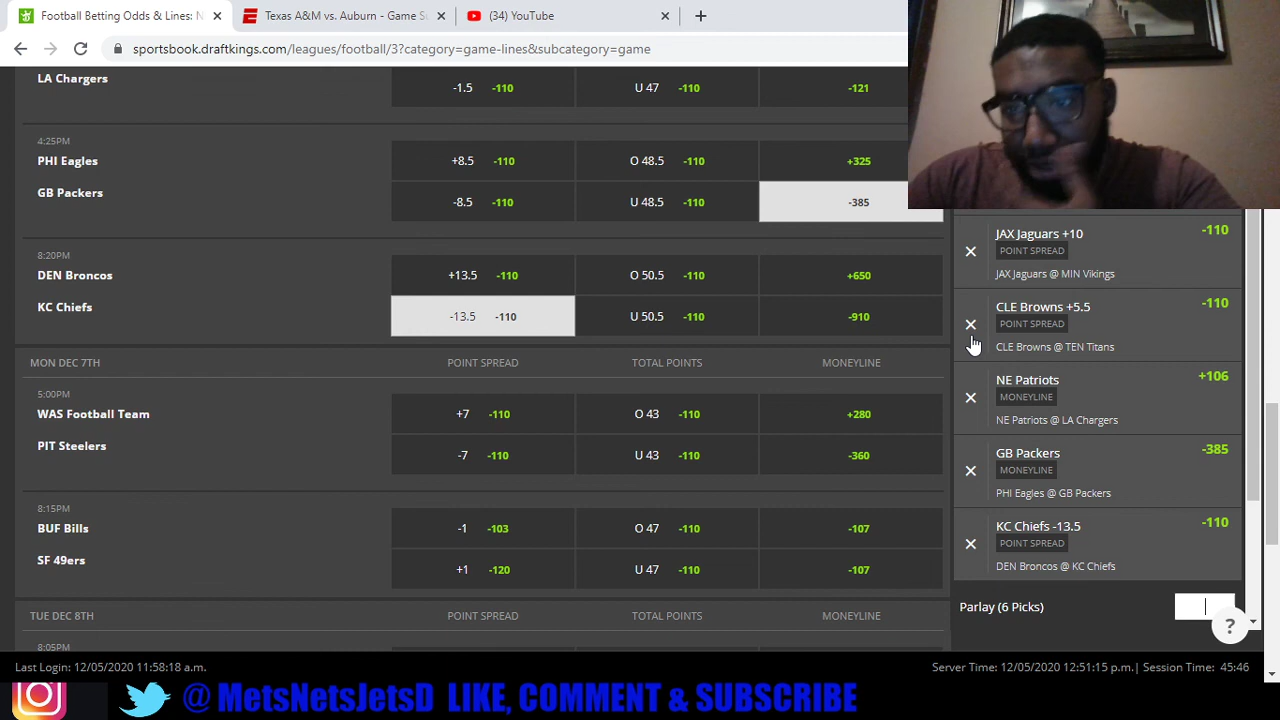 Football Betting Odds & Lines: N
Texas A&M vs. Auburn - Game Su
(34) YouTube
sportsbook.draftkings.com/leagues/football/3?category=game-lines&subcategory=game
LA Chargers -1.5 -110 U 47 -110 -121
4:25PM
PHI Eagles +8.5 -110 O 48.5 -110 +325
GB Packers -8.5 -110 U 48.5 -110 -385
8:20PM
DEN Broncos +13.5 -110 O 50.5 -110 +650
KC Chiefs -13.5 -110 U 50.5 -110 -910
MON DEC 7TH POINT SPREAD TOTAL POINTS MONEYLINE
5:00PM
WAS Football Team +7 -110 O 43 -110 +280
PIT Steelers -7 -110 U 43 -110 -360
8:15PM
BUF Bills -1 -103 O 47 -110 -107
SF 49ers +1 -120 U 47 -110 -107
TUE DEC 8TH POINT SPREAD TOTAL POINTS MONEYLINE
8:05PM
JAX Jaguars +10 -110
POINT SPREAD
JAX Jaguars @ MIN Vikings
CLE Browns +5.5 -110
POINT SPREAD
CLE Browns @ TEN Titans
NE Patriots +106
MONEYLINE
NE Patriots @ LA Chargers
GB Packers -385
MONEYLINE
PHI Eagles @ GB Packers
KC Chiefs -13.5 -110
POINT SPREAD
DEN Broncos @ KC Chiefs
Parlay (6 Picks)
?
Last Login: 12/05/2020 11:58:18 a.m.
Server Time: 12/05/2020 12:51:15 p.m.| Session Time: 45:46
@ MetsNetsJetsD LIKE, COMMENT & SUBSCRIBE